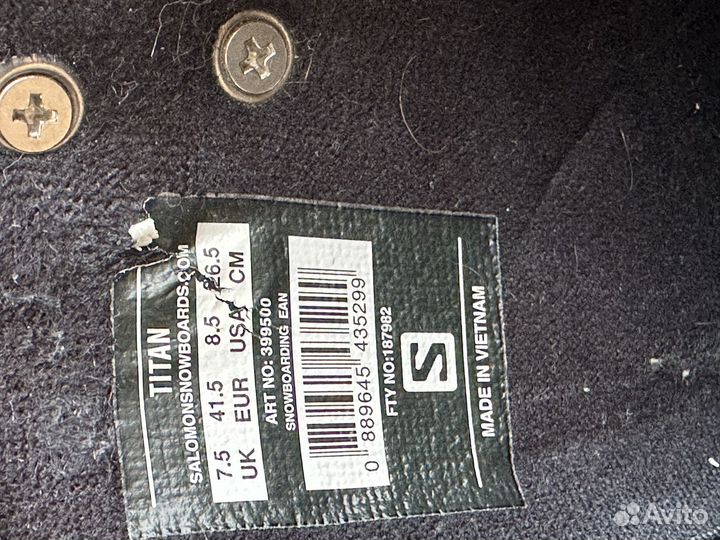 TITAN
SALOMONSNOWBOARDS.COM
7.5 41.5 8.5 26.5
UK EUR USA CM
ART NO: 399500
SNOWBOARDING EAN
0 889645 435299
FTY NO:187982
S
MADE IN VIETNAM
Avito